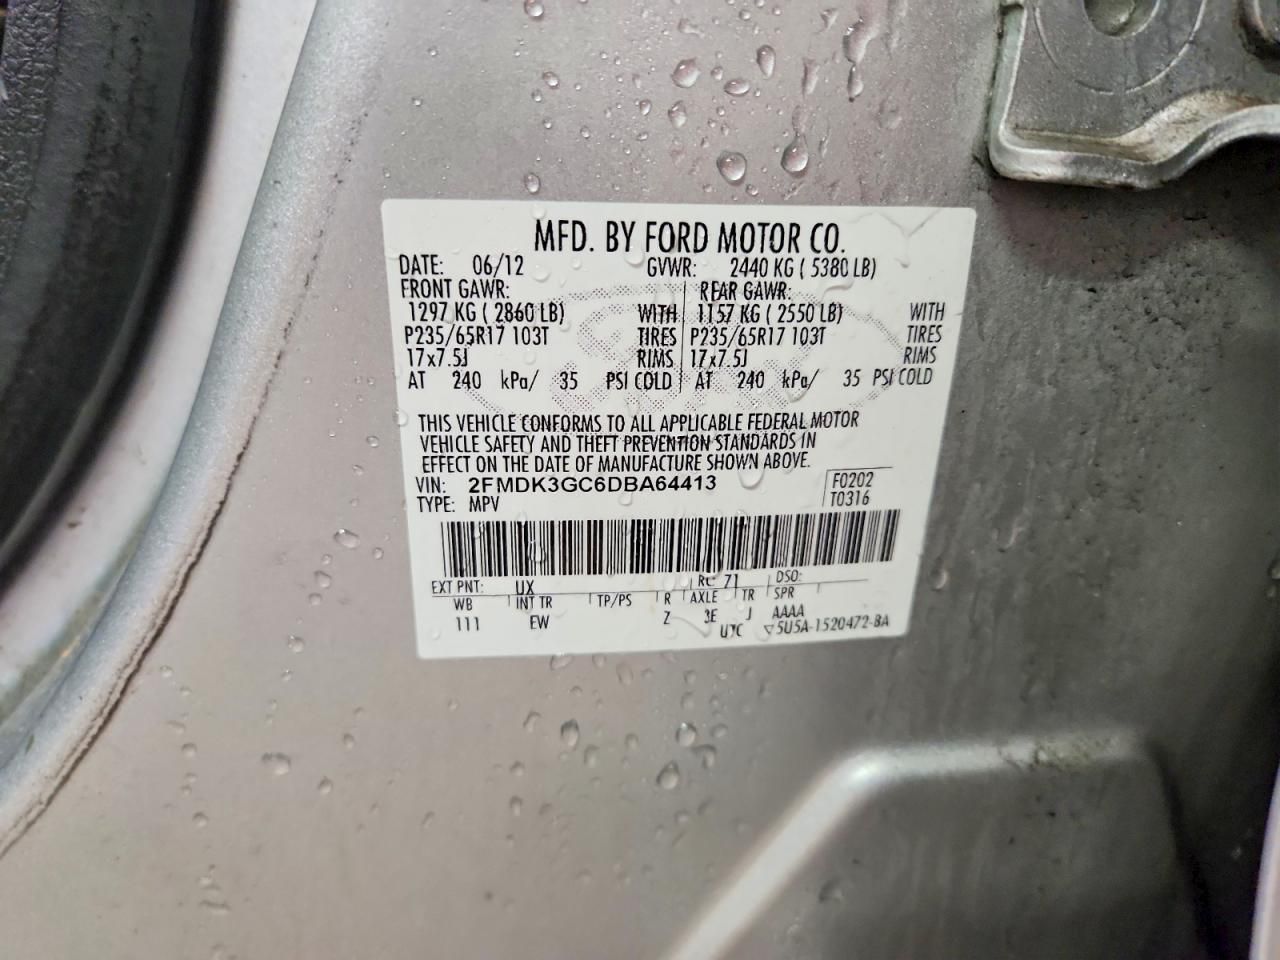 MFD. BY FORD MOTOR CO.
DATE: 06/12 GVWR: 2440 KG ( 5380 LB)
FRONT GAWR: REAR GAWR:
1297 KG ( 2860 LB) WITH 1157 KG ( 2550 LB) WITH
P235/65R17 103T TIRES P235/65R17 103T TIRES
17x7.5J RIMS 17x7.5J RIMS
AT 240 kPa/ 35 PSI COLD AT 240 kPa/ 35 PSI COLD
THIS VEHICLE CONFORMS TO ALL APPLICABLE FEDERAL MOTOR
VEHICLE SAFETY AND THEFT PREVENTION STANDARDS IN
EFFECT ON THE DATE OF MANUFACTURE SHOWN ABOVE.
VIN: 2FMDK3GC6DBA64413 F0202
TYPE: MPV T0316
EXT PNT: UX RC: 71 DSO:
WB INT TR TP/PS R AXLE TR SPR
111 EW Z 3E J AAAA
UTC ▽5U5A-1520472-BA